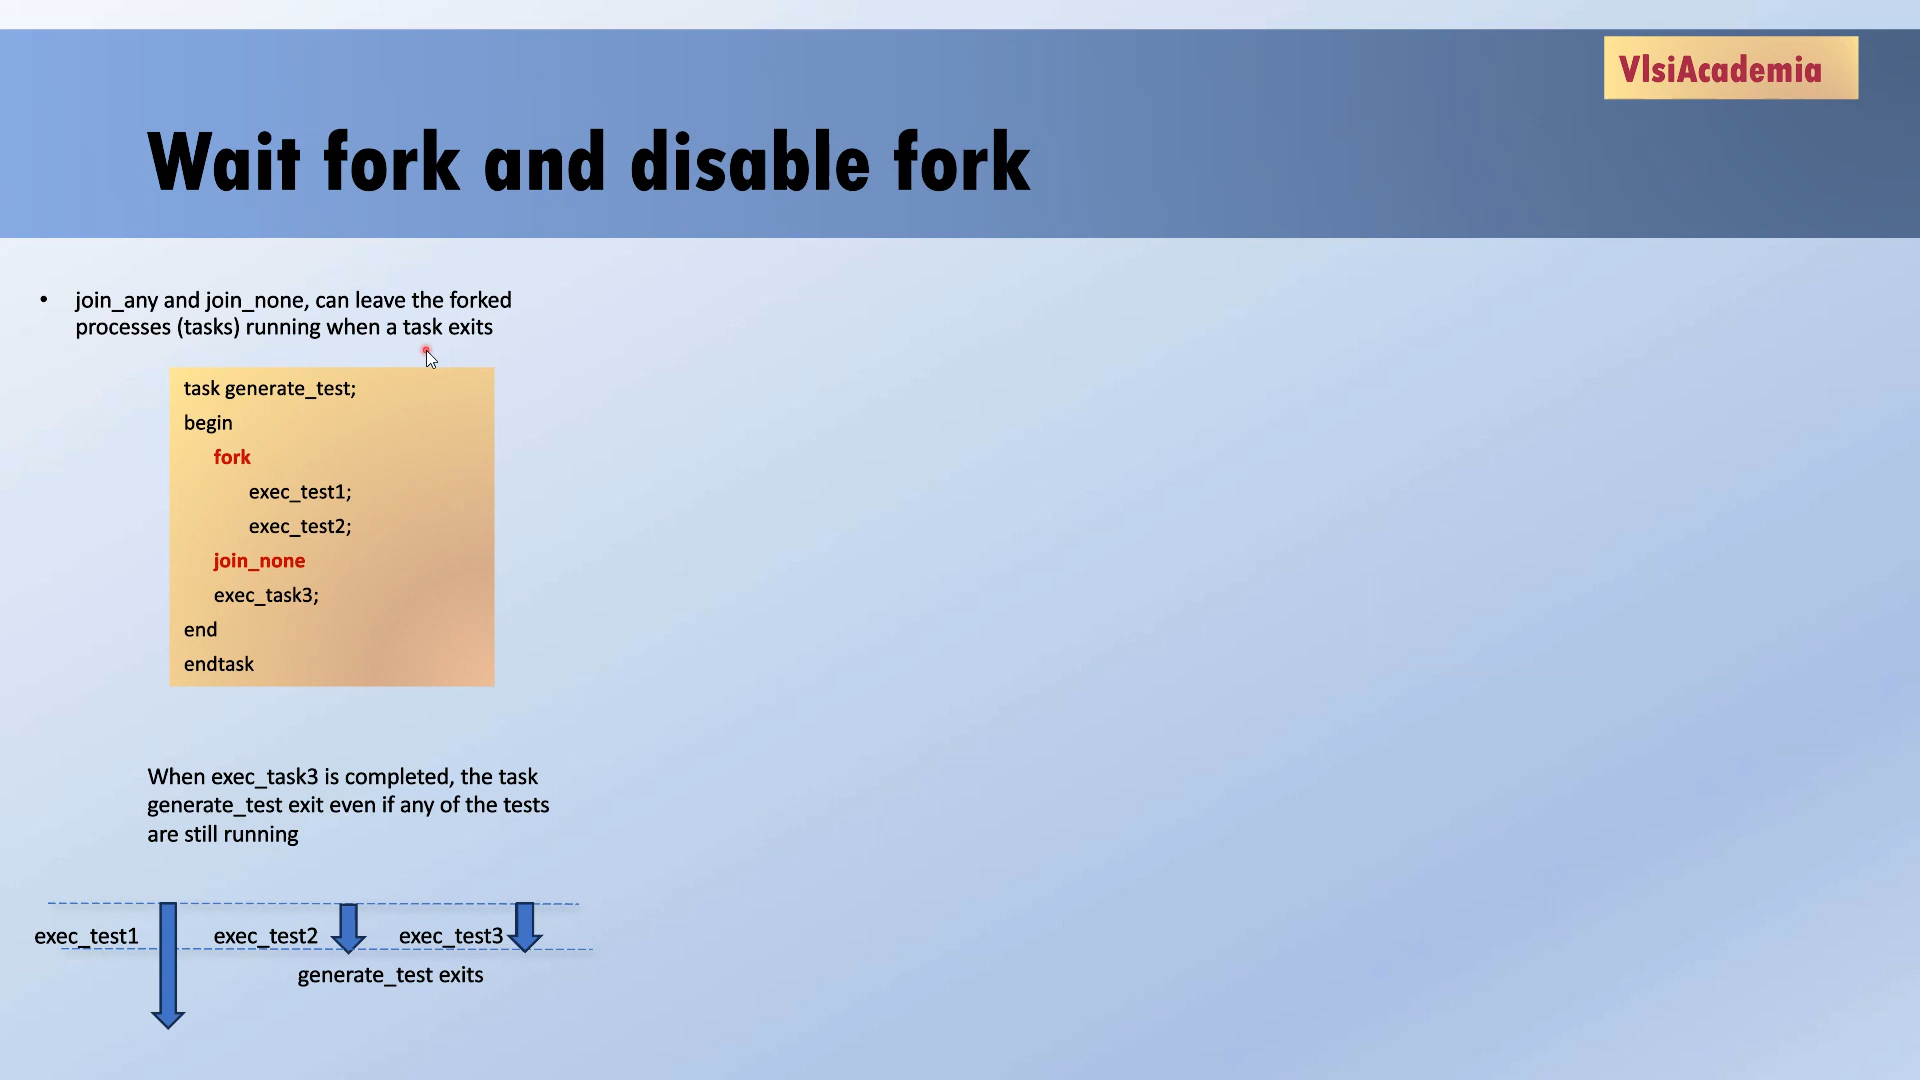 VlsiAcademia
Wait fork and disable fork
• join_any and join_none, can leave the forked
processes (tasks) running when a task exits
task generate_test;
begin
fork
exec_test1;
exec_test2;
join_none
exec_task3;
end
endtask
When exec_task3 is completed, the task
generate_test exit even if any of the tests
are still running
exec_test1 exec_test2 exec_test3
generate_test exits